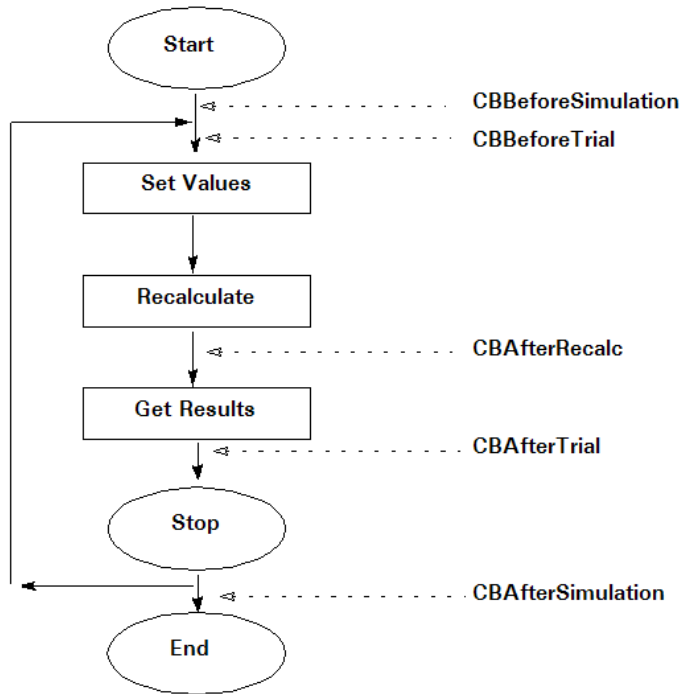 Start
CBBeforeSimulation
CBBeforeTrial
Set Values
Recalculate
CBAfterRecalc
Get Results
CBAfterTrial
Stop
CBAfterSimulation
End